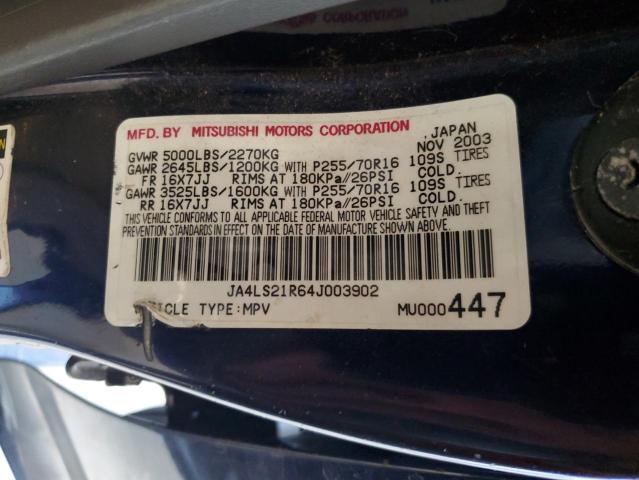 MFD. BY MITSUBISHI MOTORS CORPORATION JAPAN
GVWR 5000LBS/2270KG NOV 2003
GAWR 2645LBS/1200KG WITH P255/70R16 109S TIRES
FR 16X7JJ RIMS AT 180KPA//26PSI COLD.
GAWR 3525LBS/1600KG WITH P255/70R16 109S TIRES
RR 16X7JJ RIMS AT 180KPA//26PSI COLD.
THIS VEHICLE CONFORMS TO ALL APPLICABLE FEDERAL MOTOR VEHICLE SAFETY AND THEFT
PREVENTION STANDARDS IN EFFECT ON THE DATE OF MANUFACTURE SHOWN ABOVE.
JA4LS21R64J003902
TYPE:MPV MU000447